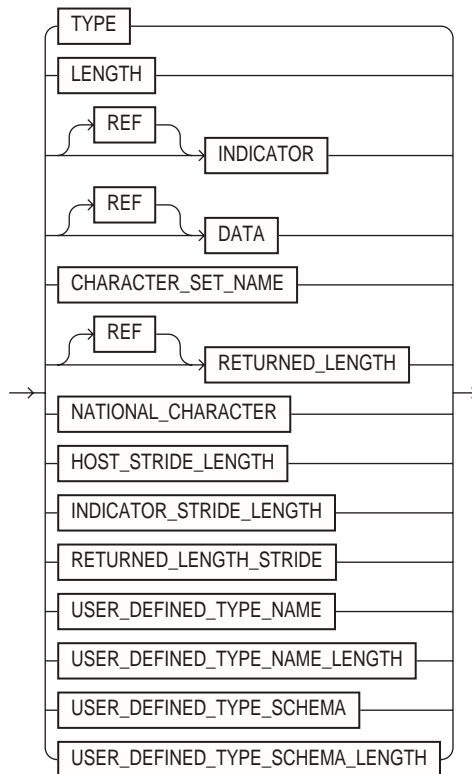 TYPE
LENGTH
REF
INDICATOR
REF
DATA
CHARACTER_SET_NAME
REF
RETURNED_LENGTH
NATIONAL_CHARACTER
HOST_STRIDE_LENGTH
INDICATOR_STRIDE_LENGTH
RETURNED_LENGTH_STRIDE
USER_DEFINED_TYPE_NAME
USER_DEFINED_TYPE_NAME_LENGTH
USER_DEFINED_TYPE_SCHEMA
USER_DEFINED_TYPE_SCHEMA_LENGTH